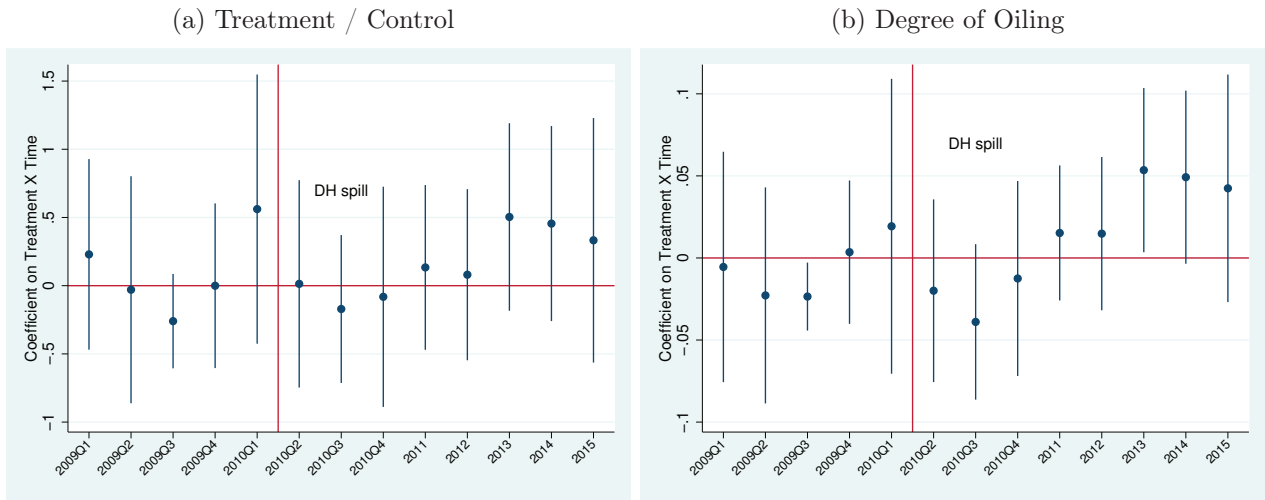 (a) Treatment / Control
Coefficient on Treatment X Time
1.5
1
.5
0
-.5
-1
DH spill
2009Q1
2009Q2
2009Q3
2009Q4
2010Q1
2010Q2
2010Q3
2010Q4
2011
2012
2013
2014
2015
(b) Degree of Oiling
Coefficient on Treatment X Time
.1
.05
0
-.05
-.1
DH spill
2009Q1
2009Q2
2009Q3
2009Q4
2010Q1
2010Q2
2010Q3
2010Q4
2011
2012
2013
2014
2015